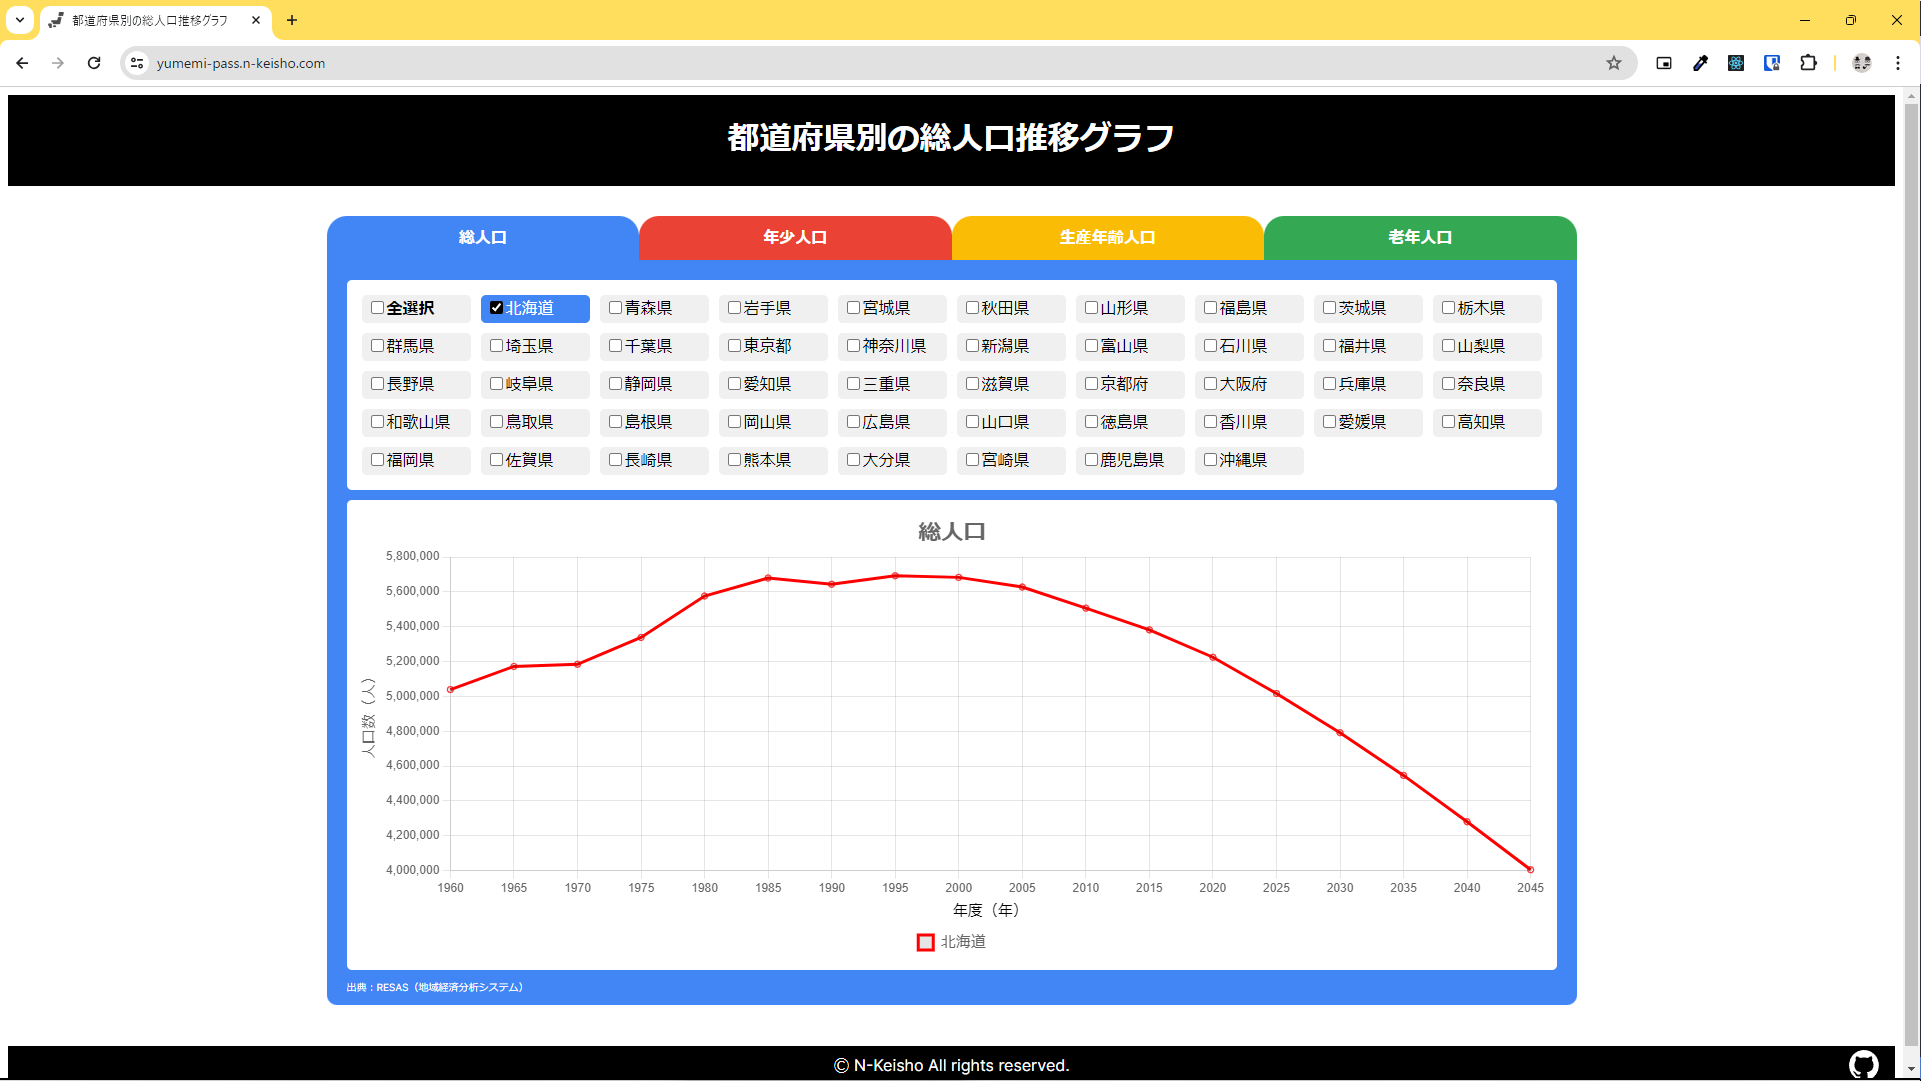 都道府県別の総人口推移グラフ
yumemi-pass.n-keisho.com
都道府県別の総人口推移グラフ
総人口 年少人口 生産年齢人口 老年人口
全選択 北海道 青森県 岩手県 宮城県 秋田県 山形県 福島県 茨城県 栃木県
群馬県 埼玉県 千葉県 東京都 神奈川県 新潟県 富山県 石川県 福井県 山梨県
長野県 岐阜県 静岡県 愛知県 三重県 滋賀県 京都府 大阪府 兵庫県 奈良県
和歌山県 鳥取県 島根県 岡山県 広島県 山口県 徳島県 香川県 愛媛県 高知県
福岡県 佐賀県 長崎県 熊本県 大分県 宮崎県 鹿児島県 沖縄県
総人口
人口数（人）
5,800,000
5,600,000
5,400,000
5,200,000
5,000,000
4,800,000
4,600,000
4,400,000
4,200,000
4,000,000
1960 1965 1970 1975 1980 1985 1990 1995 2000 2005 2010 2015 2020 2025 2030 2035 2040 2045
年度（年）
北海道
出典：RESAS（地域経済分析システム）
© N-Keisho All rights reserved.